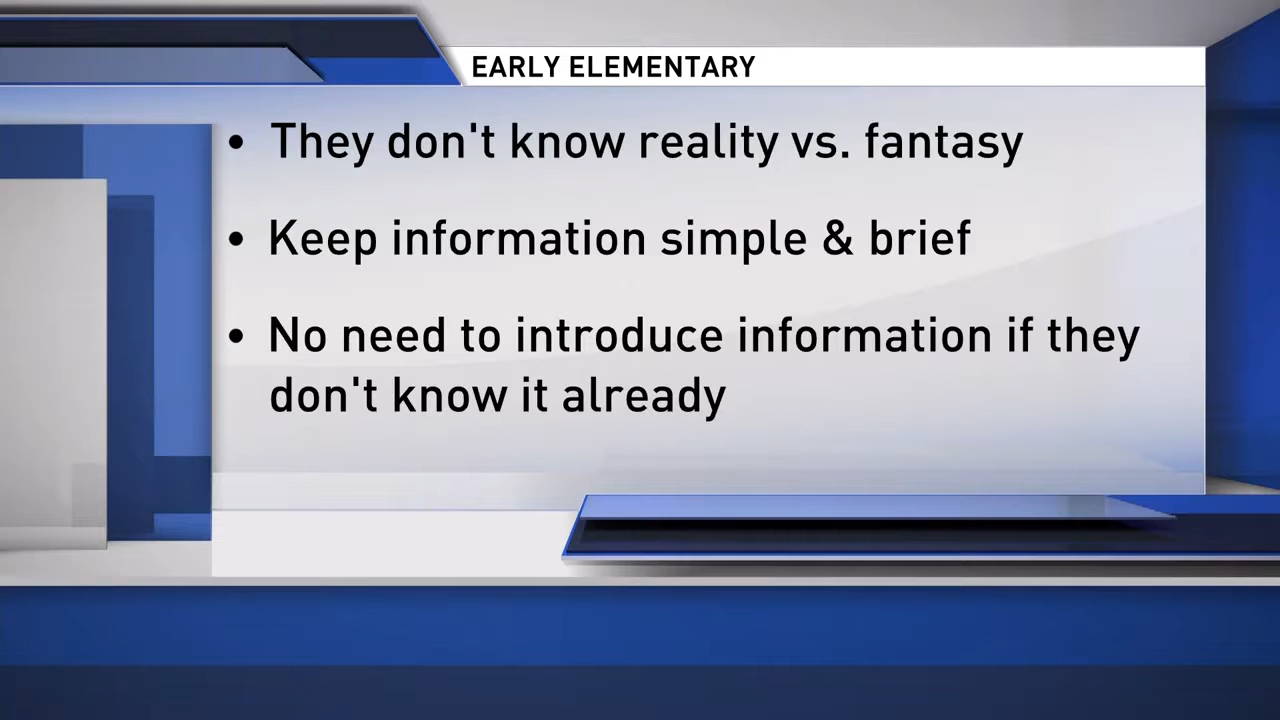 EARLY ELEMENTARY
• They don't know reality vs. fantasy
• Keep information simple & brief
• No need to introduce information if they
don't know it already